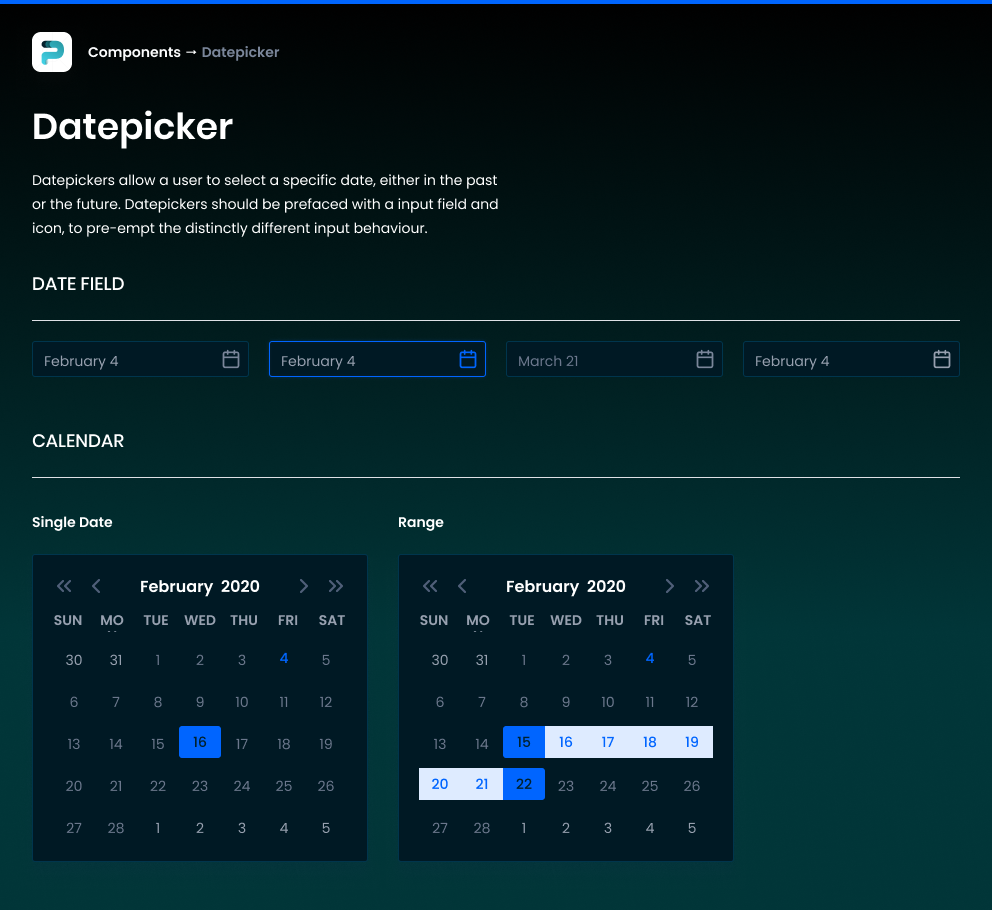 Components → Datepicker
Datepicker
Datepickers allow a user to select a specific date, either in the past
or the future. Datepickers should be prefaced with a input field and
icon, to pre-empt the distinctly different input behaviour.
DATE FIELD
February 4
February 4
March 21
February 4
CALENDAR
Single Date
February 2020
SUN MO TUE WED THU FRI SAT
30 31 1 2 3 4 5
6 7 8 9 10 11 12
13 14 15 16 17 18 19
20 21 22 23 24 25 26
27 28 1 2 3 4 5
Range
February 2020
SUN MO TUE WED THU FRI SAT
30 31 1 2 3 4 5
6 7 8 9 10 11 12
13 14 15 16 17 18 19
20 21 22 23 24 25 26
27 28 1 2 3 4 5